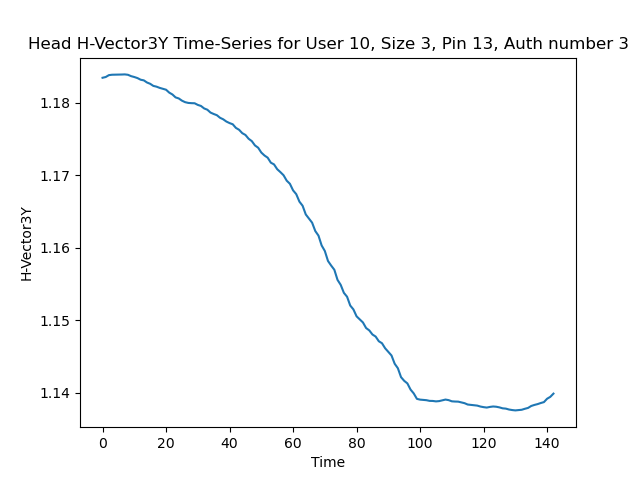 Head H-Vector3Y Time-Series for User 10, Size 3, Pin 13, Auth number 3
H-Vector3Y
1.18
1.17
1.16
1.15
1.14
0 20 40 60 80 100 120 140
Time